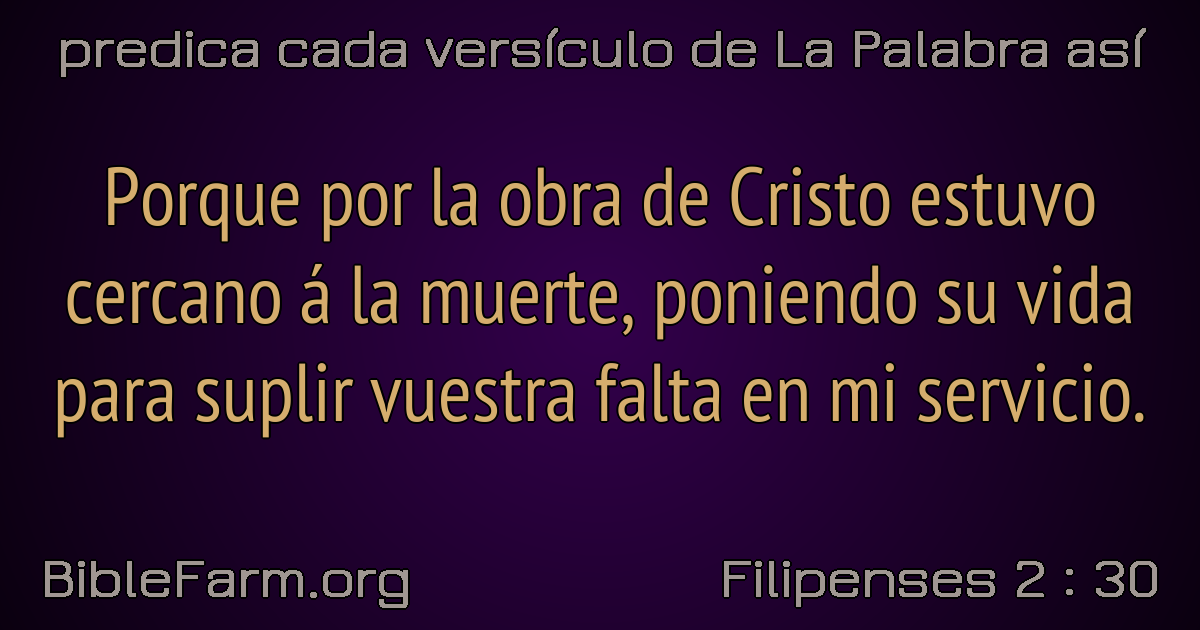 predica cada versículo de La Palabra así
Porque por la obra de Cristo estuvo
cercano á la muerte, poniendo su vida
para suplir vuestra falta en mi servicio.
BibleFarm.org
Filipenses 2 : 30